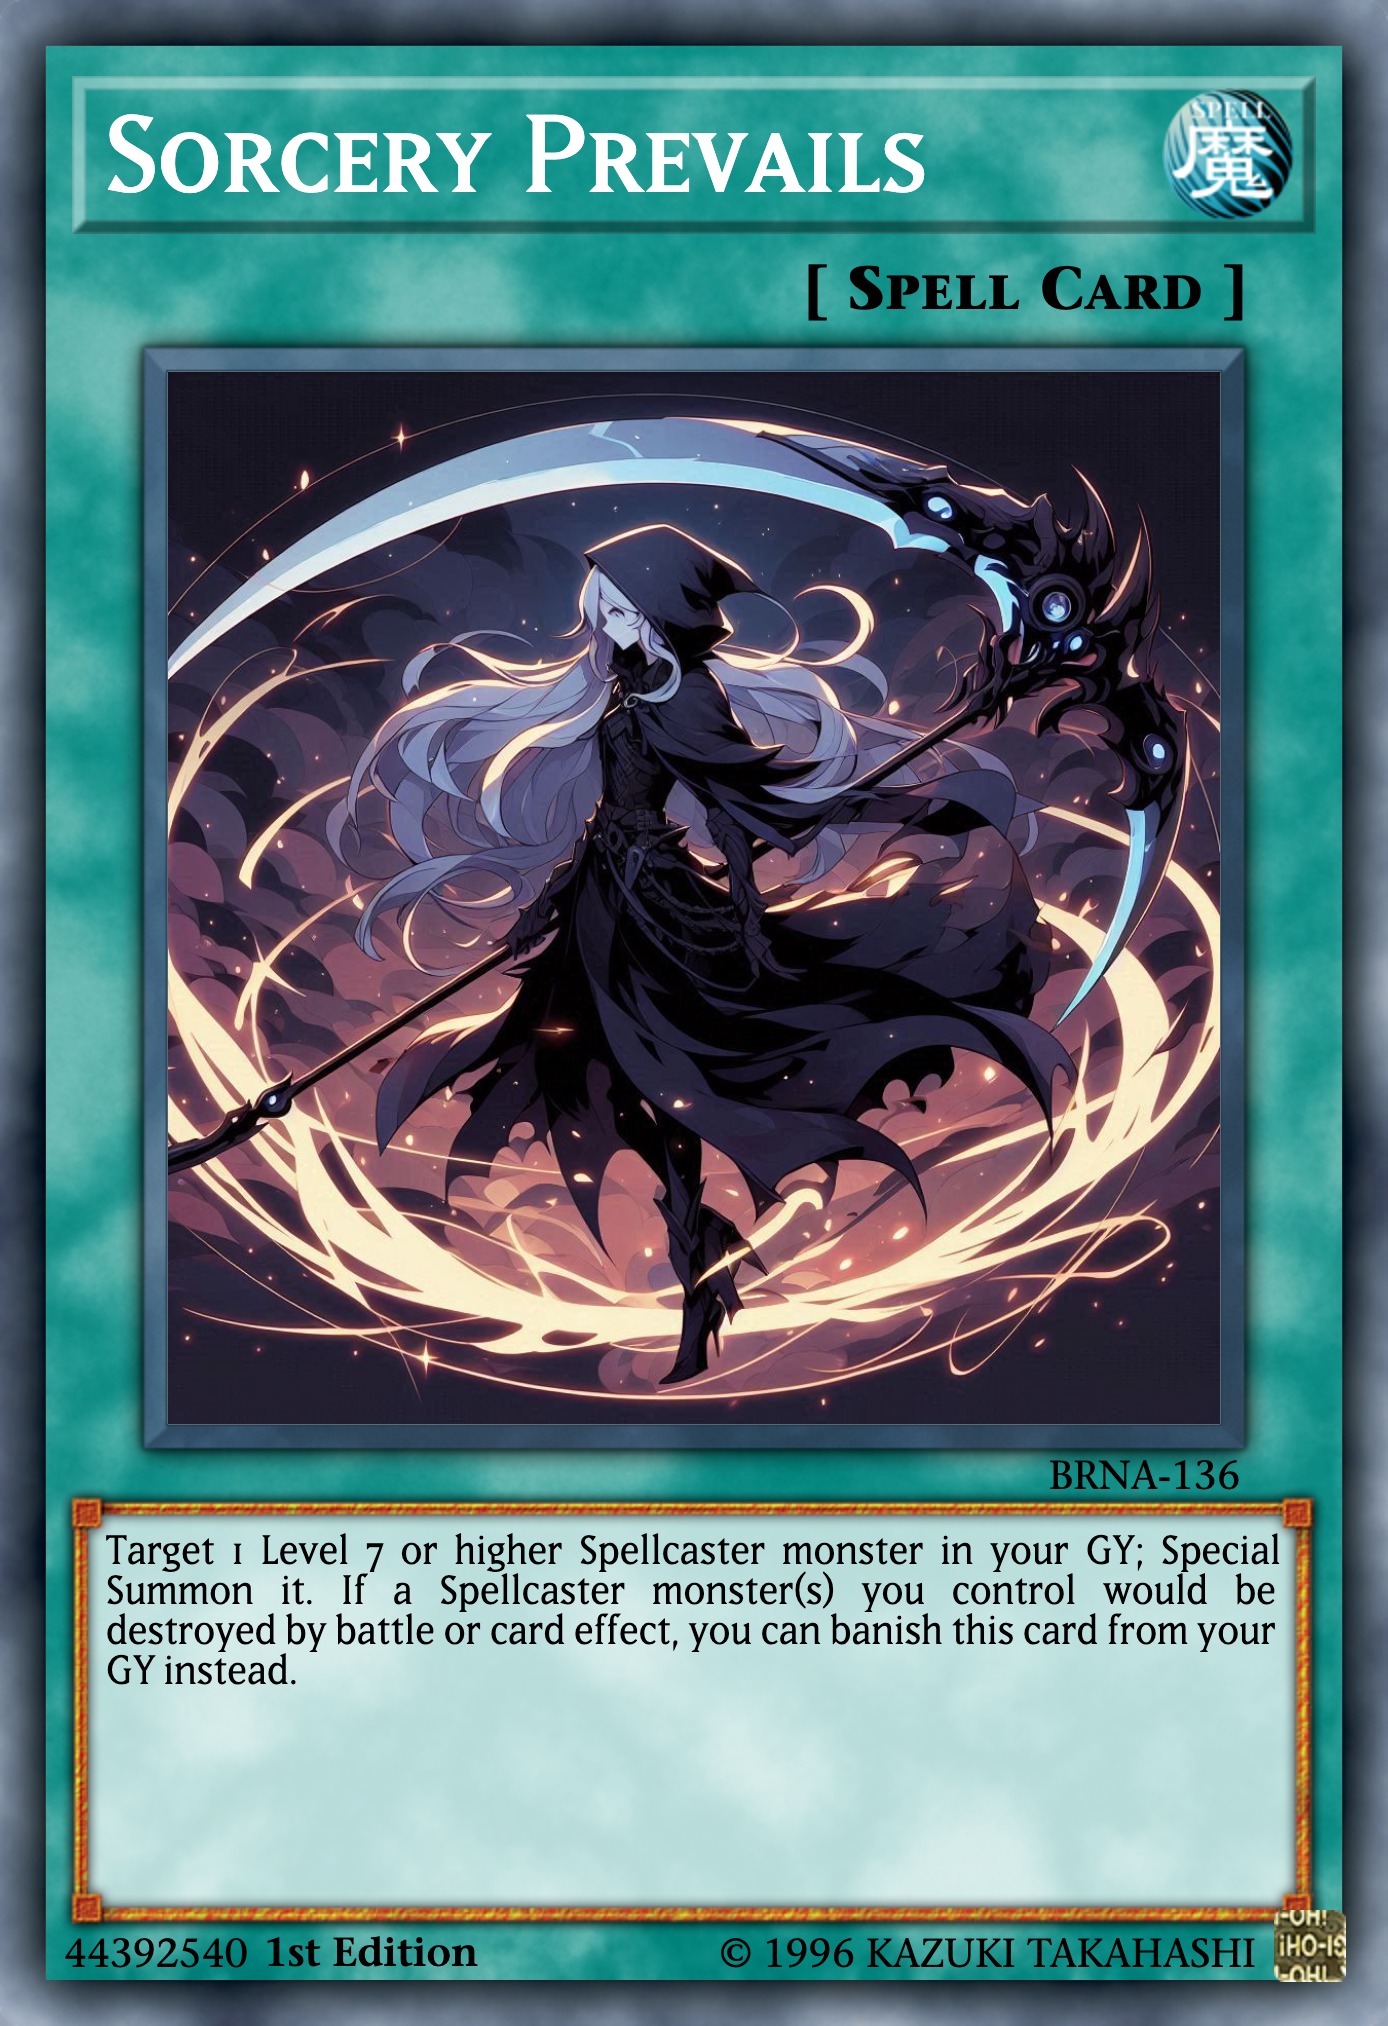 Sorcery Prevails
SPELL
魔
[ Spell Card ]
BRNA-136
Target 1 Level 7 or higher Spellcaster monster in your GY; Special
Summon it. If a Spellcaster monster(s) you control would be
destroyed by battle or card effect, you can banish this card from your
GY instead.
44392540 1st Edition
© 1996 KAZUKI TAKAHASHI